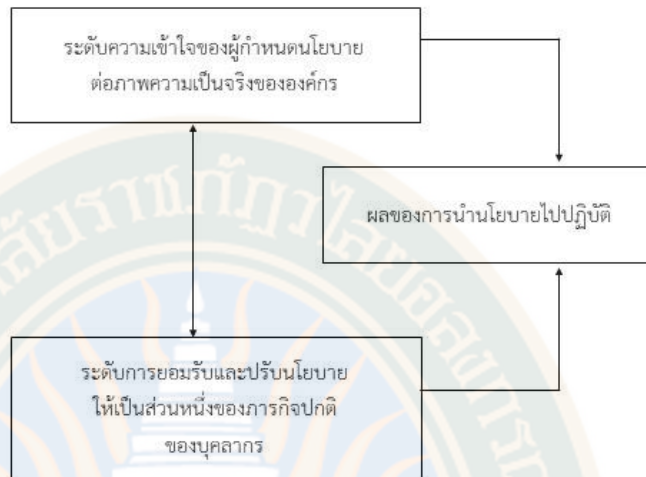 ระดับความเข้าใจของผู้กำหนดนโยบาย
ต่อภาพความเป็นจริงขององค์กร
ผลของการนำนโยบายไปปฏิบัติ
ระดับการยอมรับและปรับนโยบาย
ให้เป็นส่วนหนึ่งของภารกิจปกติ
ของบุคลากร